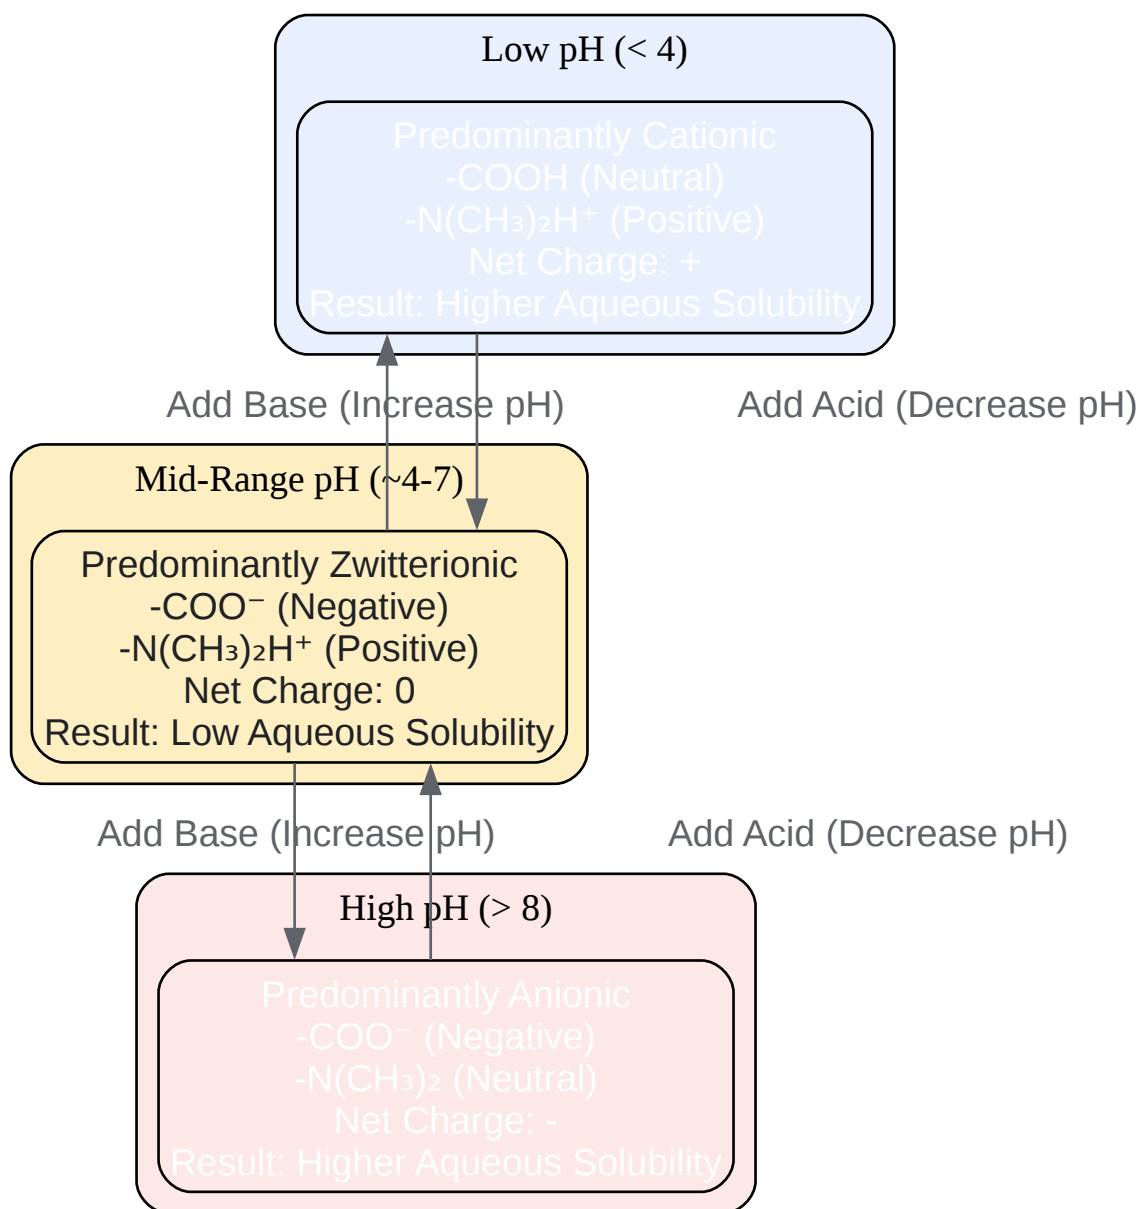 Low pH (< 4)
Predominantly Cationic
-COOH (Neutral)
-N(CH₃)₂H⁺ (Positive)
Net Charge: +
Result: Higher Aqueous Solubility
Add Base (Increase pH)
Add Acid (Decrease pH)
Mid-Range pH (~4-7)
Predominantly Zwitterionic
-COO⁻ (Negative)
-N(CH₃)₂H⁺ (Positive)
Net Charge: 0
Result: Low Aqueous Solubility
Add Base (Increase pH)
Add Acid (Decrease pH)
High pH (> 8)
Predominantly Anionic
-COO⁻ (Negative)
-N(CH₃)₂ (Neutral)
Net Charge: -
Result: Higher Aqueous Solubility